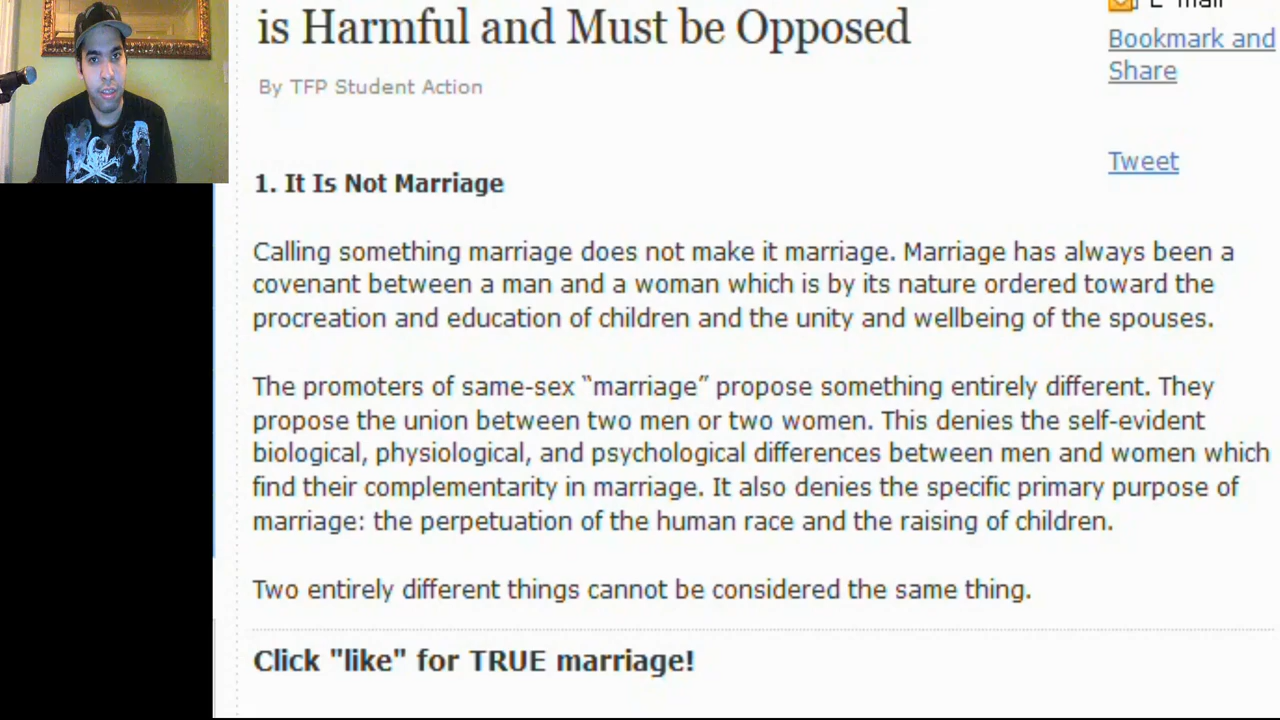 is Harmful and Must be Opposed
E-mail
Bookmark and
Share
By TFP Student Action
Tweet
1. It Is Not Marriage
Calling something marriage does not make it marriage. Marriage has always been a
covenant between a man and a woman which is by its nature ordered toward the
procreation and education of children and the unity and wellbeing of the spouses.
The promoters of same-sex “marriage” propose something entirely different. They
propose the union between two men or two women. This denies the self-evident
biological, physiological, and psychological differences between men and women which
find their complementarity in marriage. It also denies the specific primary purpose of
marriage: the perpetuation of the human race and the raising of children.
Two entirely different things cannot be considered the same thing.
Click "like" for TRUE marriage!